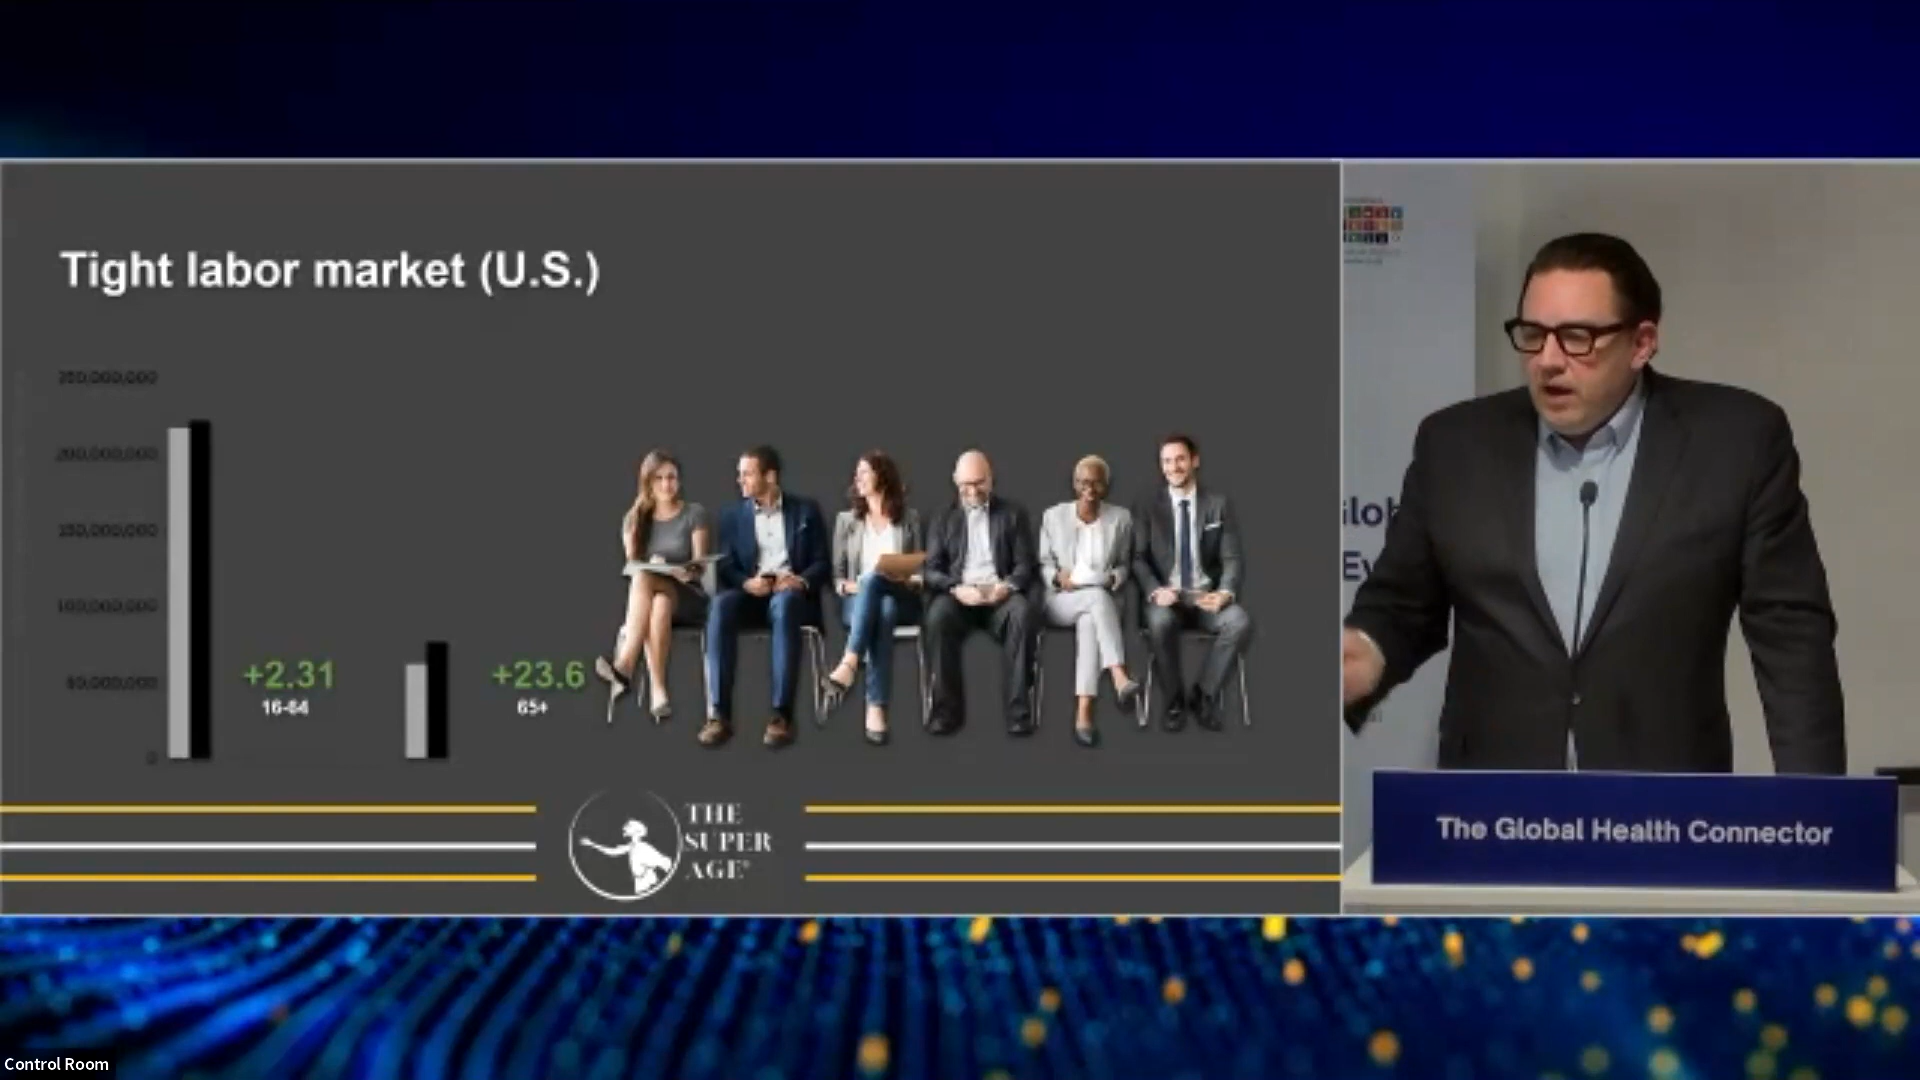 Tight labor market (U.S.)
250,000,000
200,000,000
150,000,000
100,000,000
50,000,000
0
+2.31
16-64
+23.6
65+
THE
SUPER
AGE
The Global Health Connector
Control Room